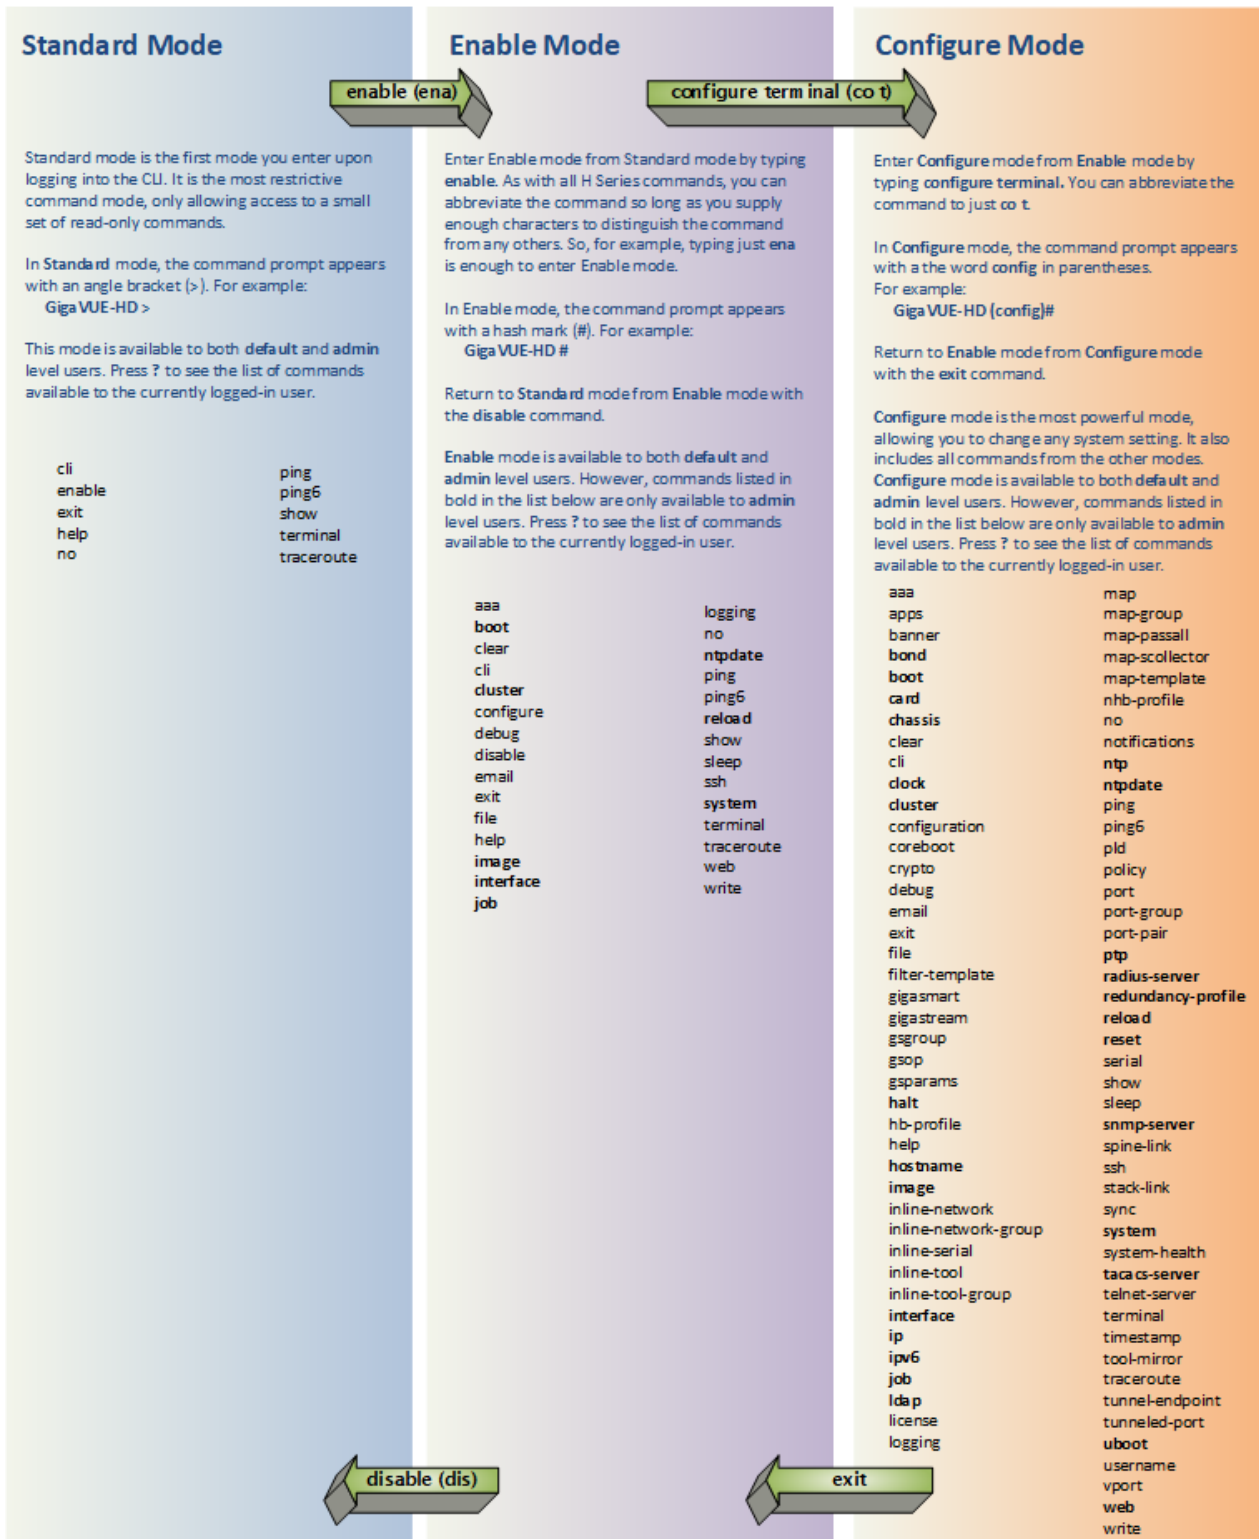 Standard Mode
enable (ena)
Standard mode is the first mode you enter upon
logging into the CLI. It is the most restrictive
command mode, only allowing access to a small
set of read-only commands.
In Standard mode, the command prompt appears
with an angle bracket (>). For example:
GigaVUE-HD >
This mode is available to both default and admin
level users. Press ? to see the list of commands
available to the currently logged-in user.
cli
enable
exit
help
no
ping
ping6
show
terminal
traceroute
Enable Mode
configure terminal (co t)
Enter Enable mode from Standard mode by typing
enable. As with all H Series commands, you can
abbreviate the command so long as you supply
enough characters to distinguish the command
from any others. So, for example, typing just ena
is enough to enter Enable mode.
In Enable mode, the command prompt appears
with a hash mark (#). For example:
GigaVUE-HD #
Return to Standard mode from Enable mode with
the disable command.
Enable mode is available to both default and
admin level users. However, commands listed in
bold in the list below are only available to admin
level users. Press ? to see the list of commands
available to the currently logged-in user.
aaa
boot
clear
cli
cluster
configure
debug
disable
email
exit
file
help
image
interface
job
logging
no
ntpdate
ping
ping6
reload
show
sleep
ssh
system
terminal
traceroute
web
write
disable (dis)
Configure Mode
Enter Configure mode from Enable mode by
typing configure terminal. You can abbreviate the
command to just co t.
In Configure mode, the command prompt appears
with a the word config in parentheses.
For example:
GigaVUE-HD (config)#
Return to Enable mode from Configure mode
with the exit command.
Configure mode is the most powerful mode,
allowing you to change any system setting. It also
includes all commands from the other modes.
Configure mode is available to both default and
admin level users. However, commands listed in
bold in the list below are only available to admin
level users. Press ? to see the list of commands
available to the currently logged-in user.
aaa
apps
banner
bond
boot
card
chassis
clear
cli
clock
cluster
configuration
coreboot
crypto
debug
email
exit
file
filter-template
gigasmart
gigastream
gsgroup
gsop
gsparams
halt
hb-profile
help
hostname
image
inline-network
inline-network-group
inline-serial
inline-tool
inline-tool-group
interface
ip
ipv6
job
ldap
license
logging
map
map-group
map-passall
map-scollector
map-template
nhb-profile
no
notifications
ntp
ntpdate
ping
ping6
pld
policy
port
port-group
port-pair
ptp
radius-server
redundancy-profile
reload
reset
serial
show
sleep
snmp-server
spine-link
ssh
stack-link
sync
system
system-health
tacacs-server
telnet-server
terminal
timestamp
tool-mirror
traceroute
tunnel-endpoint
tunneled-port
uboot
username
vport
web
write
exit